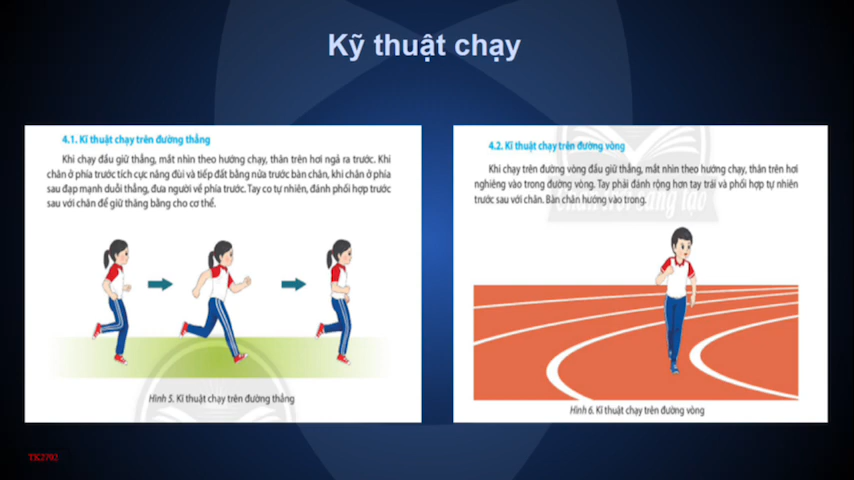 Kỹ thuật chạy
4.1. Kĩ thuật chạy trên đường thẳng
Khi chạy đầu giữ thẳng, mắt nhìn theo hướng chạy, thân trên hơi ngả ra trước. Khi
chân ở phía trước tích cực nâng đùi và tiếp đất bằng nửa trước bàn chân, khi chân ở phía
sau đạp mạnh duỗi thẳng, đưa người về phía trước. Tay co tự nhiên, đánh phối hợp trước
sau với chân để giữ thăng bằng cho cơ thể.
Hình 5. Kĩ thuật chạy trên đường thẳng
4.2. Kĩ thuật chạy trên đường vòng
Khi chạy trên đường vòng đầu giữ thẳng, mắt nhìn theo hướng chạy, thân trên hơi
nghiêng vào trong đường vòng. Tay phải đánh rộng hơn tay trái và phối hợp tự nhiên
trước sau với chân. Bàn chân hướng vào trong.
Hình 6. Kĩ thuật chạy trên đường vòng
TK2792